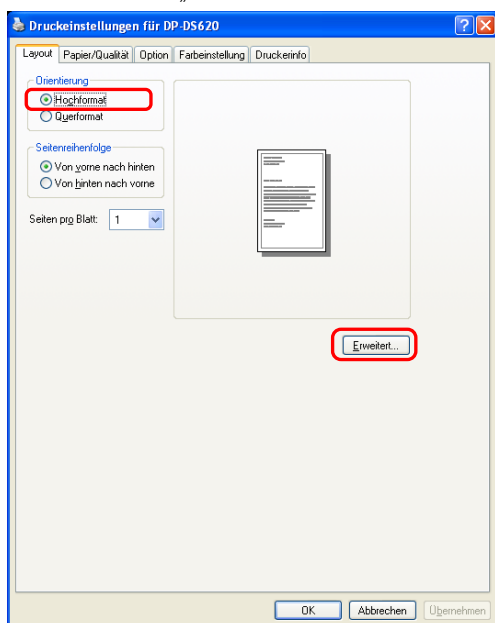 „
Druckeinstellungen für DP-DS620
Layout Papier/Qualität Option Farbeinstellung Druckerinfo
Orientierung
Hochformat
Querformat
Seitenreihenfolge
Von vorne nach hinten
Von hinten nach vorne
Seiten pro Blatt: 1
Erweitert...
OK Abbrechen Übernehmen